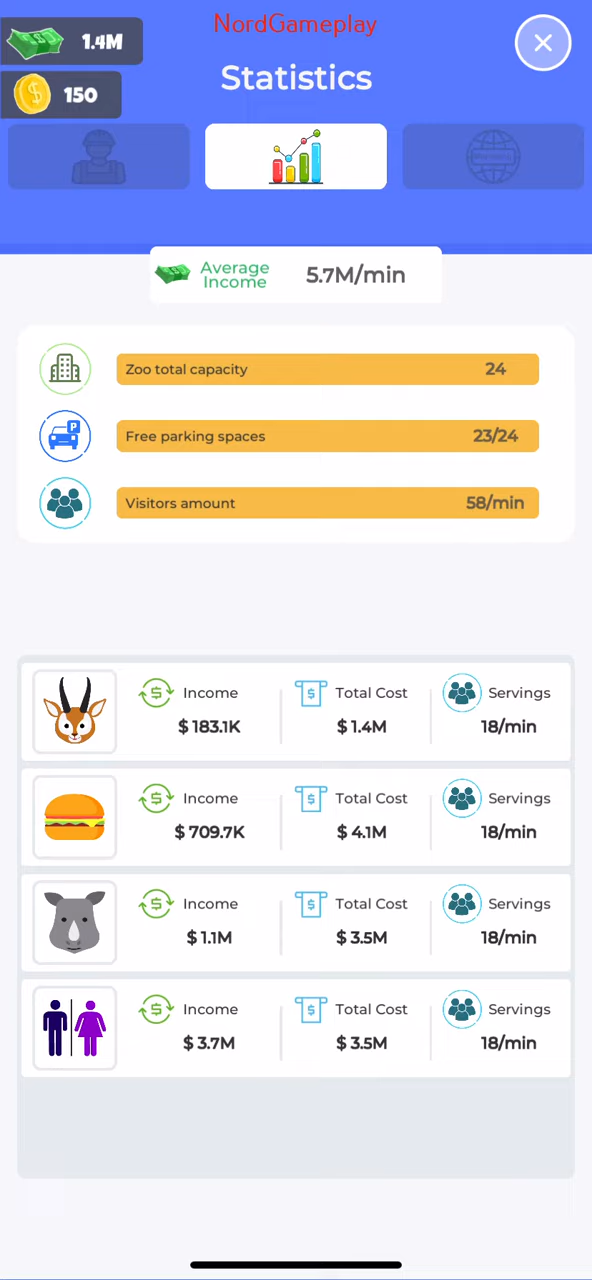 NordGameplay
1.4M
150
Statistics
Average
Income
5.7M/min
Zoo total capacity 24
P
Free parking spaces 23/24
Visitors amount 58/min
Income Total Cost Servings
$ 183.1K $ 1.4M 18/min
Income Total Cost Servings
$ 709.7K $ 4.1M 18/min
Income Total Cost Servings
$ 1.1M $ 3.5M 18/min
Income Total Cost Servings
$ 3.7M $ 3.5M 18/min